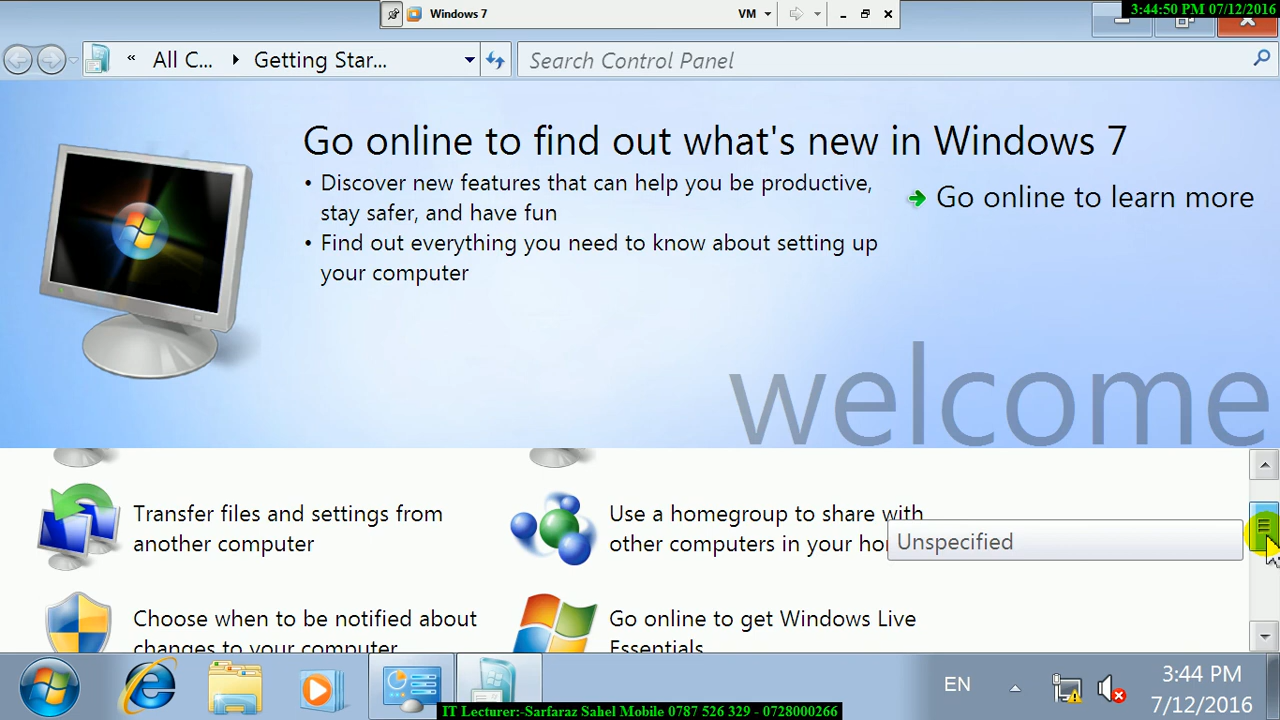 Windows 7
VM
3:44:50 PM 07/12/2016
« All C... Getting Star...
Search Control Panel
Go online to find out what's new in Windows 7
• Discover new features that can help you be productive,
stay safer, and have fun
• Find out everything you need to know about setting up
your computer
Go online to learn more
welcome
Transfer files and settings from
another computer
Use a homegroup to share with
other computers in your
Unspecified
Choose when to be notified about
changes to your computer
Go online to get Windows Live
Essentials
EN
3:44 PM
7/12/2016
IT Lecturer:-Sarfaraz Sahel Mobile 0787 526 329 - 0728000266